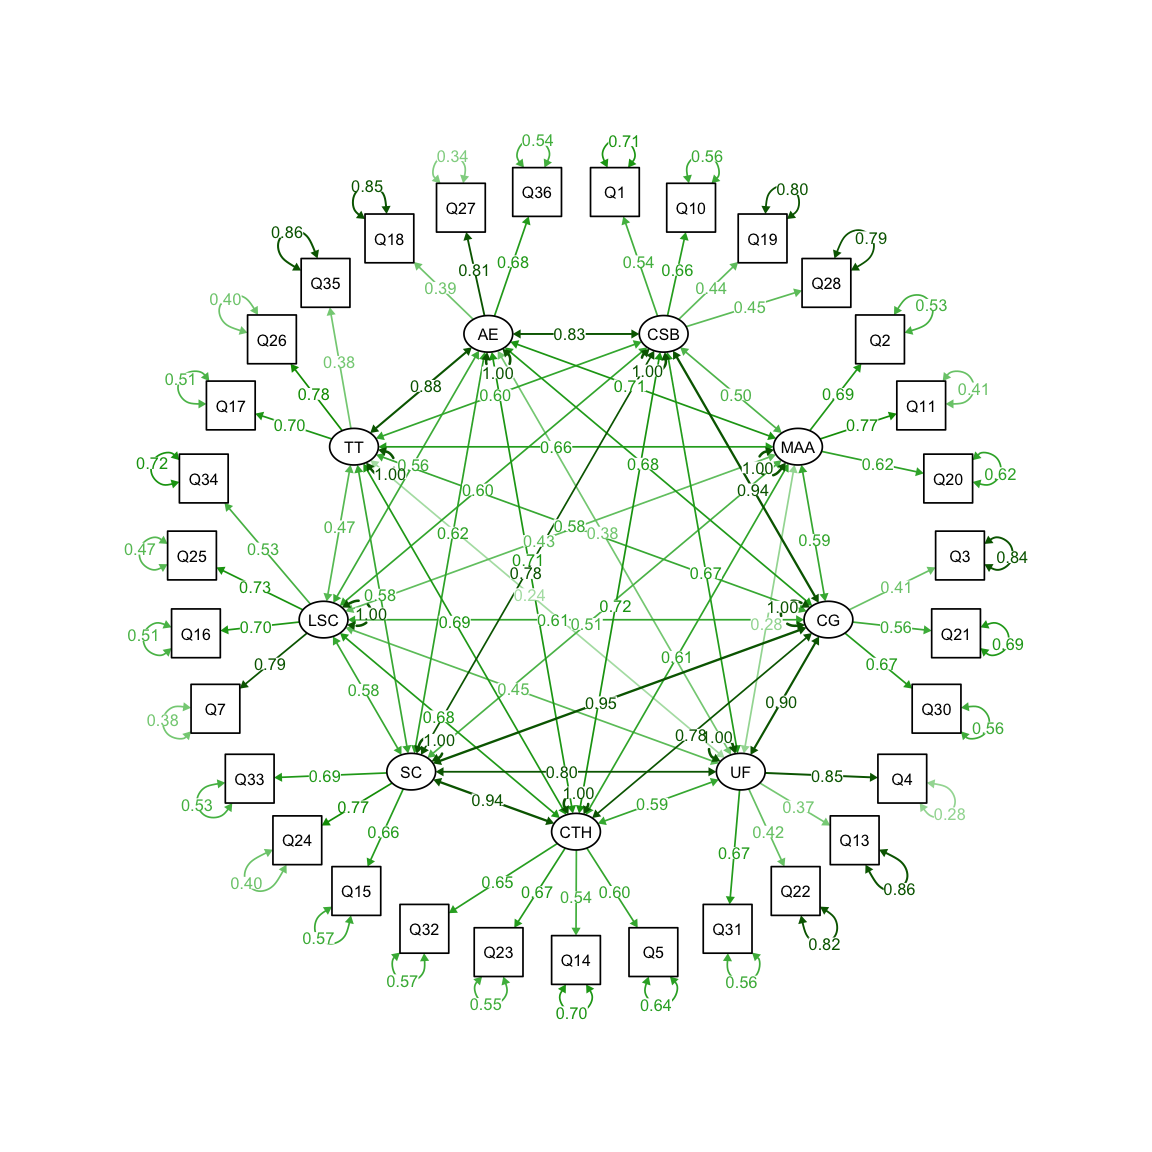 0.54 0.71
0.34 0.56
Q36 Q1
0.85 Q27 Q10 0.80
Q18 Q19
0.86 0.79
0.81 0.68 0.54 0.66
Q35 0.39 0.44 Q28
0.40 0.45 0.53
Q26 AE 0.83 CSB Q2
0.38
0.51 1.00 1.00 0.41
0.78 0.88 0.60 0.71 0.50 0.69
Q17 Q11
0.70 0.77
TT 0.66 MAA
0.72 0.56 0.68 1.00 0.62
Q34 1.00 0.62
0.60 0.94 Q20
0.47 0.62 0.58 0.38
0.53 0.43 0.59
0.47 Q25 Q3 0.84
0.71
0.73 0.78 0.67 0.41
0.58 0.24
0.72 1.00
LSC 1.00 0.69 0.61 0.51 0.28 CG
0.51 Q16 0.70 0.56 Q21 0.69
0.79 0.61 0.67
0.58 0.45
0.38 Q7 0.95 0.90 Q30
0.68 0.56
1.00 0.78 1.00
Q33 0.69 SC 0.80 UF 0.85 Q4
0.53 0.77 0.94 1.00 0.59 0.37 0.28
Q24 0.66 CTH 0.42 Q13
0.67
0.40 0.65 0.67 0.54 0.60 0.86
Q15 Q22
0.57 Q32 Q31 0.82
Q23 Q14 Q5
0.57 0.56
0.55 0.70 0.64